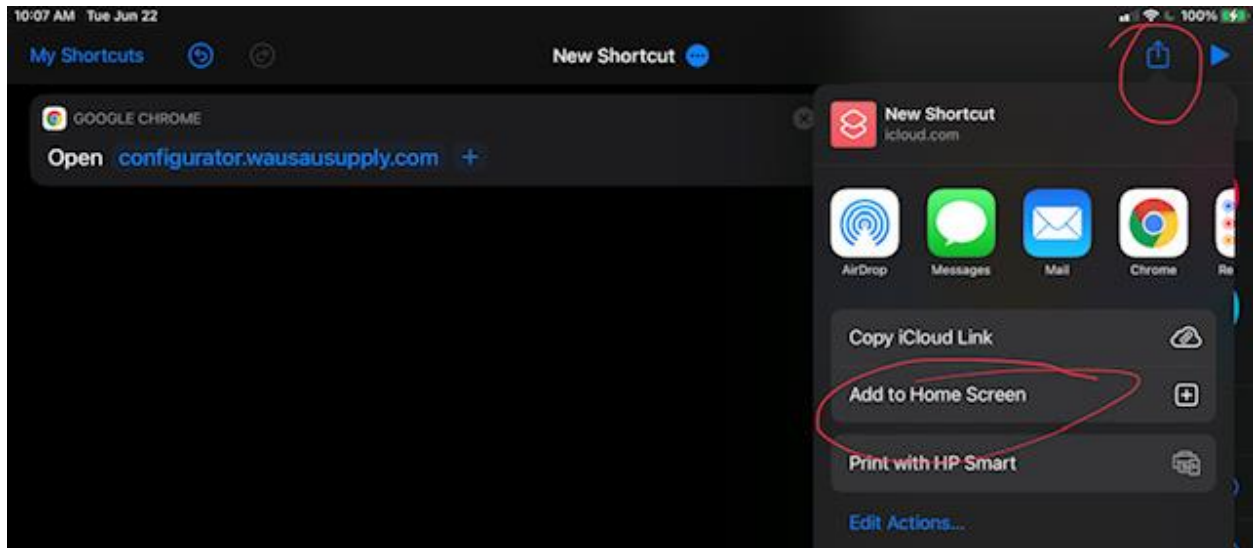 10:07 AM Tue Jun 22 100%
My Shortcuts New Shortcut
GOOGLE CHROME
Open configurator.wausausupply.com +
New Shortcut
icloud.com
AirDrop Messages Mail Chrome Re
Copy iCloud Link
Add to Home Screen
Print with HP Smart
Edit Actions...